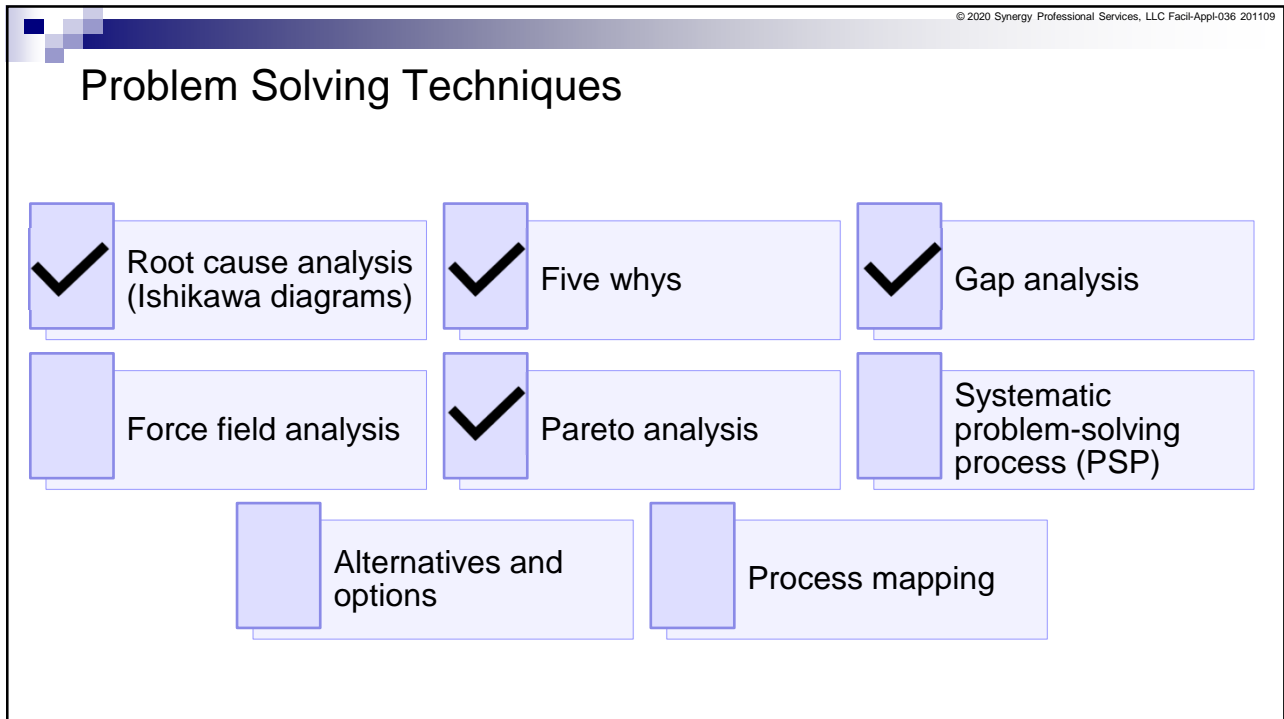 © 2020 Synergy Professional Services, LLC Facil-Appl-036 201109
Problem Solving Techniques
Root cause analysis
(Ishikawa diagrams)
Five whys
Gap analysis
Force field analysis
Pareto analysis
Systematic
problem-solving
process (PSP)
Alternatives and
options
Process mapping